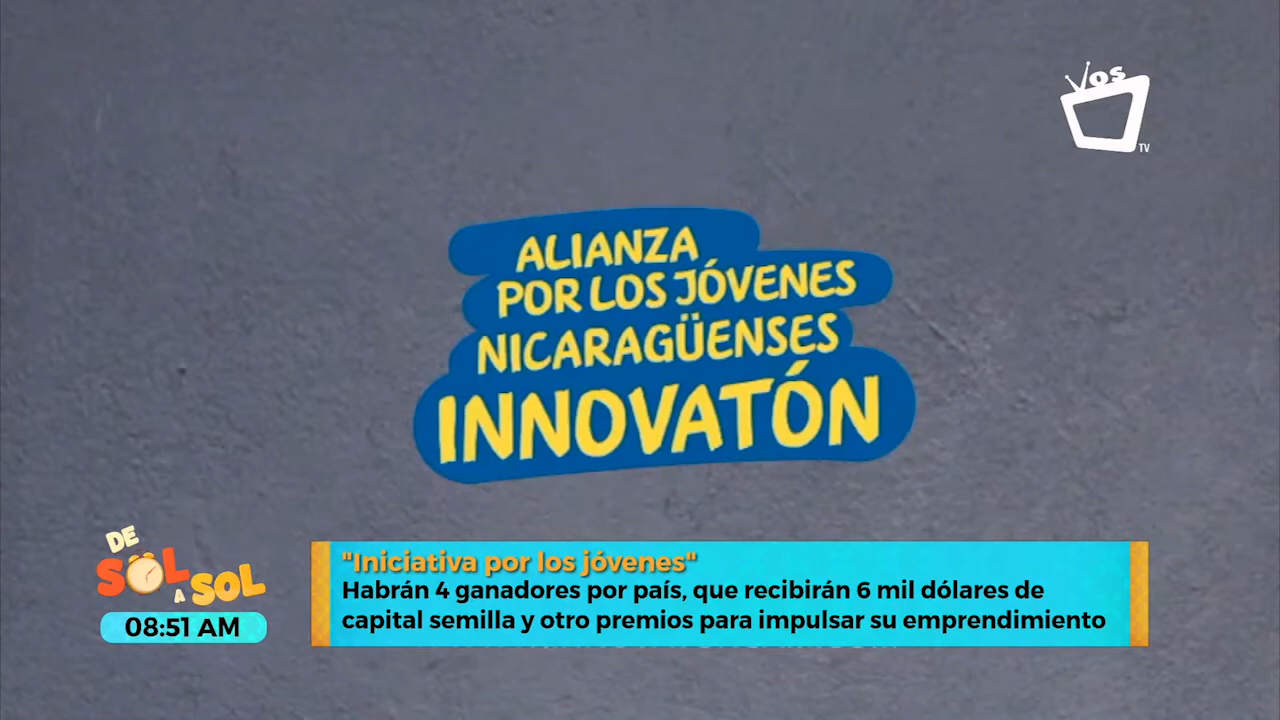 VOS
TV
ALIANZA
POR LOS JÓVENES
NICARAGÜENSES
INNOVATÓN
DE
SOL
A
SOL
08:51 AM
"Iniciativa por los jóvenes"
Habrán 4 ganadores por país, que recibirán 6 mil dólares de
capital semilla y otro premios para impulsar su emprendimiento